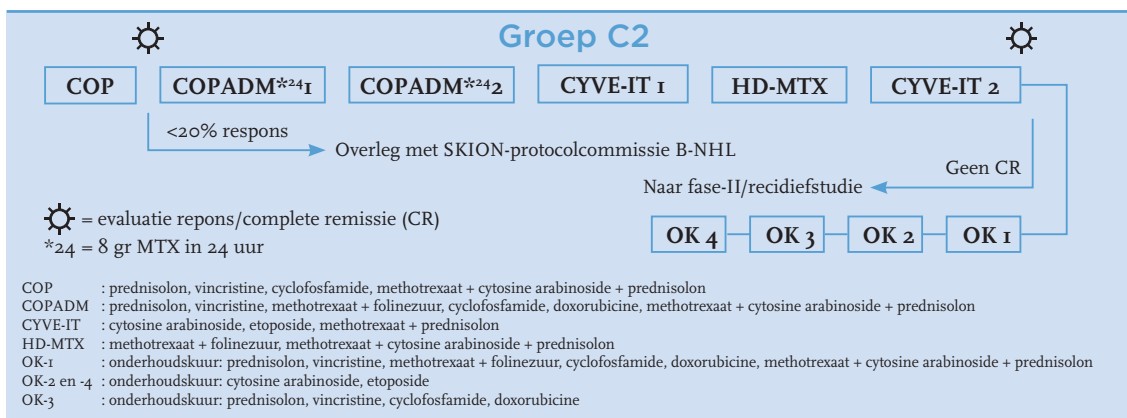 Groep C2
COP COPADM*²⁴1 COPADM*²⁴2 CYVE-IT 1 HD-MTX CYVE-IT 2
<20% respons
Overleg met SKION-protocolcommissie B-NHL
Geen CR
Naar fase-II/recidiefstudie
= evaluatie repons/complete remissie (CR)
*24 = 8 gr MTX in 24 uur
OK 4 OK 3 OK 2 OK 1
COP : prednisolon, vincristine, cyclofosfamide, methotrexaat + cytosine arabinoside + prednisolon
COPADM : prednisolon, vincristine, methotrexaat + folinezuur, cyclofosfamide, doxorubicine, methotrexaat + cytosine arabinoside + prednisolon
CYVE-IT : cytosine arabinoside, etoposide, methotrexaat + prednisolon
HD-MTX : methotrexaat + folinezuur, methotrexaat + cytosine arabinoside + prednisolon
OK-1 : onderhoudskuur: prednisolon, vincristine, methotrexaat + folinezuur, cyclofosfamide, doxorubicine, methotrexaat + cytosine arabinoside + prednisolon
OK-2 en -4 : onderhoudskuur: cytosine arabinoside, etoposide
OK-3 : onderhoudskuur: prednisolon, vincristine, cyclofosfamide, doxorubicine